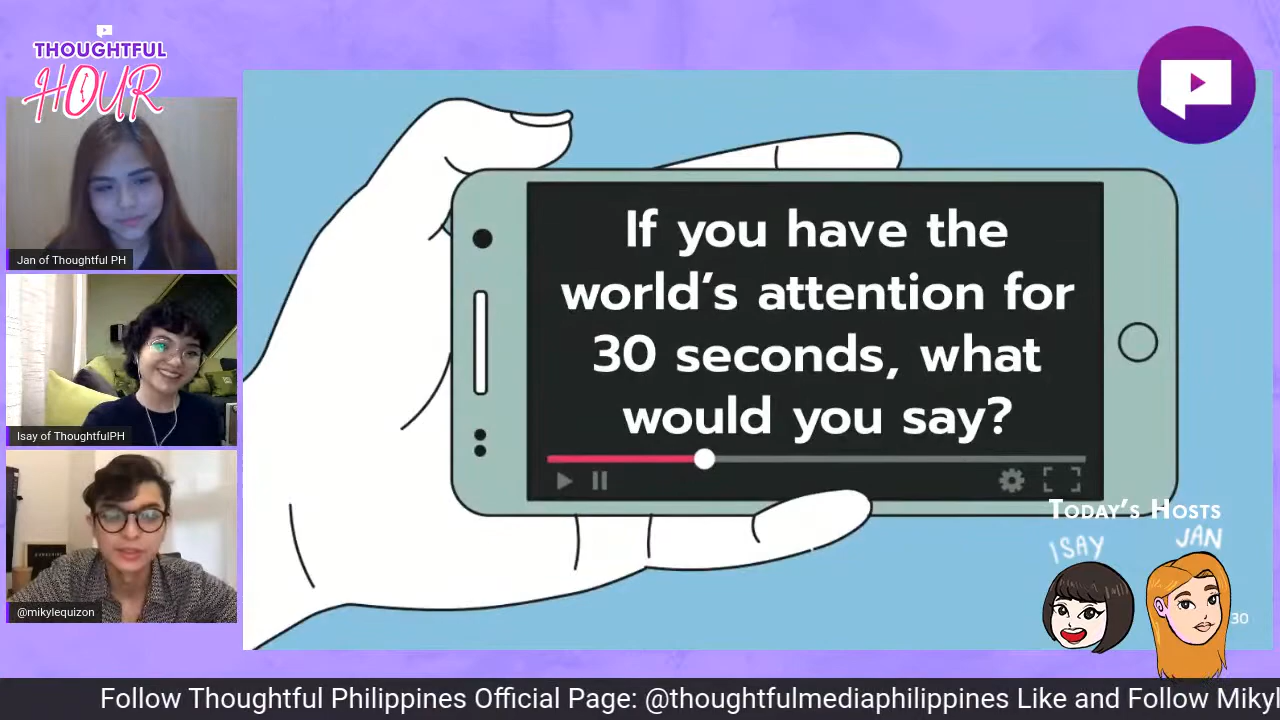 THOUGHTFUL
HOUR
Jan of Thoughtful PH
Isay of ThoughtfulPH
@mikylequizon
If you have the
world's attention for
30 seconds, what
would you say?
TODAY'S HOSTS
ISAY
JAN
30
Follow Thoughtful Philippines Official Page: @thoughtfulmediaphilippines Like and Follow Mikyl